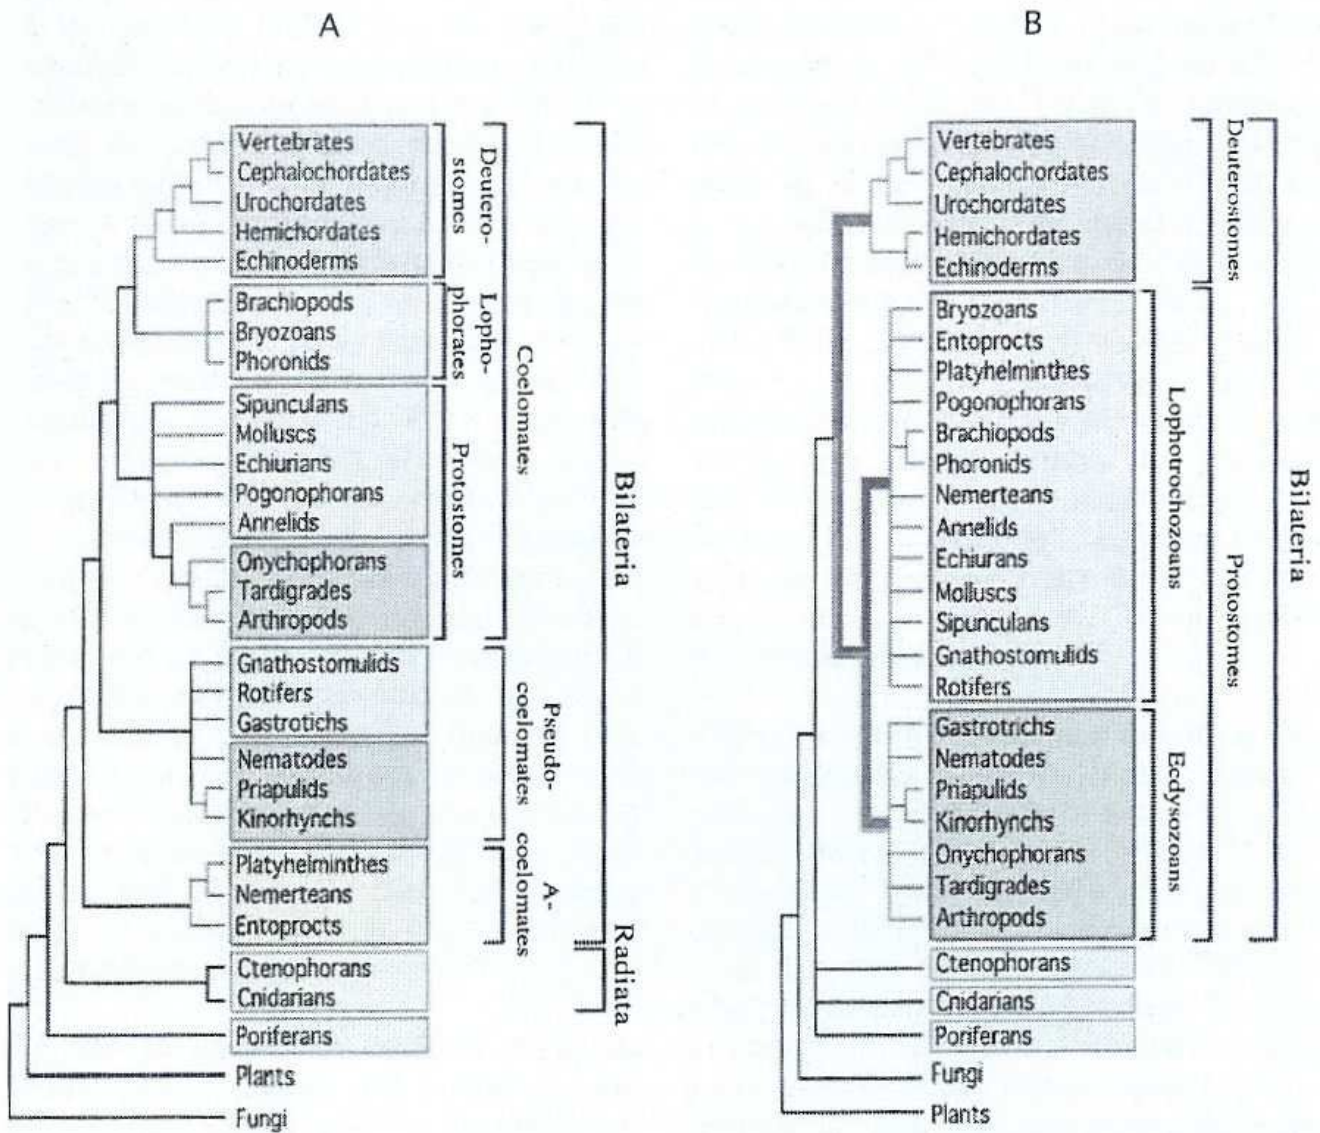 A
Vertebrates
Cephalochordates
Urochordates
Hemichordates
Echinoderms
Brachiopods
Bryozoans
Phoronids
Sipunculans
Molluscs
Echiurians
Pogonophorans
Annelids
Onychophorans
Tardigrades
Arthropods
Gnathostomulids
Rotifers
Gastrotichs
Nematodes
Priapulids
Kinorhynchs
Platyhelminthes
Nemerteans
Entoprocts
Ctenophorans
Cnidarians
Poriferans
Plants
Fungi
Deutero-
stomes
Lopho-
phorates
Protostomes
Coelomates
Pseudo-
coelomates
A-
coelomates
Bilateria
Radiata
B
Vertebrates
Cephalochordates
Urochordates
Hemichordates
Echinoderms
Bryozoans
Entoprocts
Platyhelminthes
Pogonophorans
Brachiopods
Phoronids
Nemerteans
Annelids
Echiurans
Molluscs
Sipunculans
Gnathostomulids
Rotifers
Gastrotrichs
Nematodes
Priapulids
Kinorhynchs
Onychophorans
Tardigrades
Arthropods
Ctenophorans
Cnidarians
Poriferans
Fungi
Plants
Deuterostomes
Lophotrochozoans
Ecdysozoans
Protostomes
Bilateria